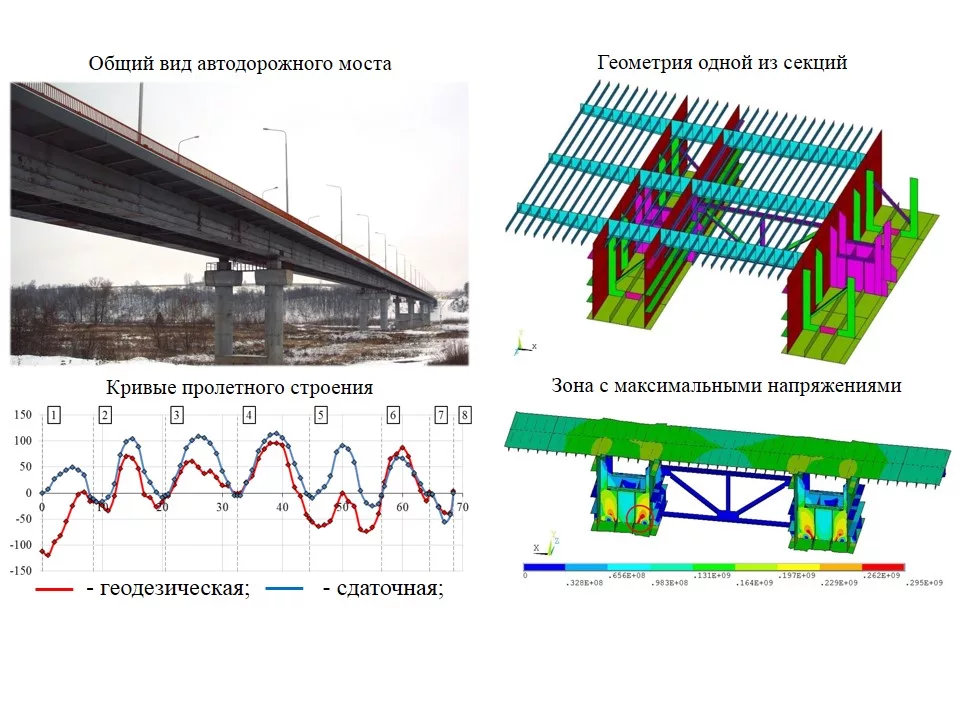 Общий вид автодорожного моста
Геометрия одной из секций
X
Кривые пролетного строения
Зона с максимальными напряжениями
150
100
50
0
-50
-100
-150
1
2
3
4
5
6
7
8
0
10
20
30
40
50
60
70
- геодезическая;
- сдаточная;
X
0
.328E+08
.656E+08
.983E+08
.131E+09
.164E+09
.197E+09
.229E+09
.262E+09
.295E+09